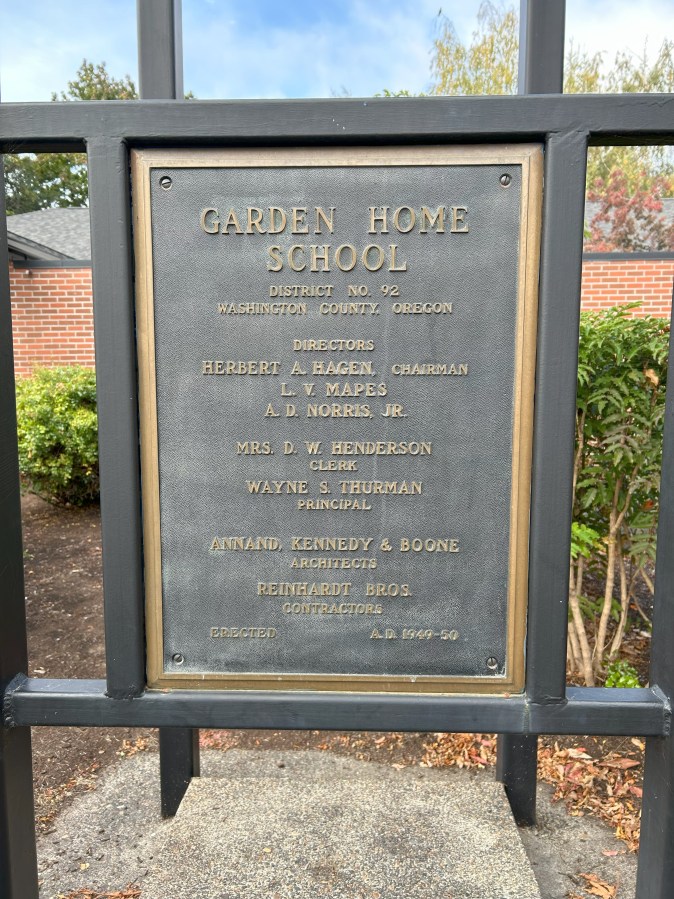 GARDEN HOME
SCHOOL
DISTRICT NO. 92
WASHINGTON COUNTY, OREGON
DIRECTORS
HERBERT A. HAGEN, CHAIRMAN
L. V. MAPES
A. D. NORRIS, JR.
MRS. D. W. HENDERSON
CLERK
WAYNE S. THURMAN
PRINCIPAL
ANNAND, KENNEDY & BOONE
ARCHITECTS
REINHARDT BROS.
CONTRACTORS
ERECTED A.D. 1949-50